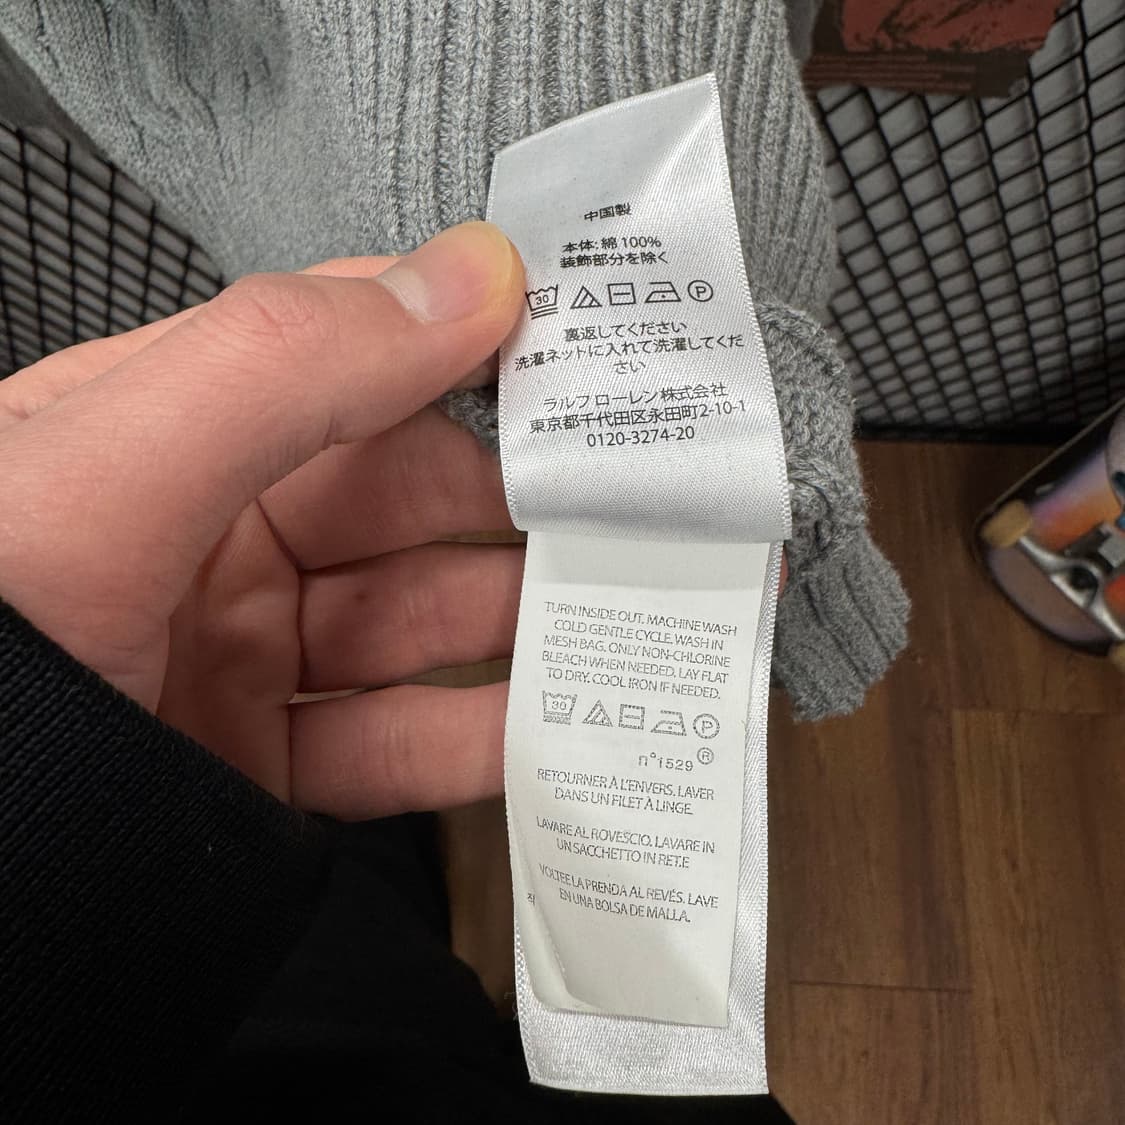 中国製
本体: 綿 100%
装飾部分を除く
30 P
裏返してください
洗濯ネットに入れて洗濯してくだ
さい
ラルフ ローレン株式会社
東京都千代田区永田町2-10-1
0120-3274-20
TURN INSIDE OUT. MACHINE WASH
COLD GENTLE CYCLE. WASH IN
MESH BAG. ONLY NON-CHLORINE
BLEACH WHEN NEEDED. LAY FLAT
TO DRY. COOL IRON IF NEEDED.
30 P
n°1529 ®
RETOURNER À L'ENVERS. LAVER
DANS UN FILET À LINGE
LAVARE AL ROVESCIO. LAVARE IN
UN SACCHETTO IN RET.E
VOLTEE LA PRENDA AL REVÉS. LAVE
EN UNA BOLSA DE MALLA.